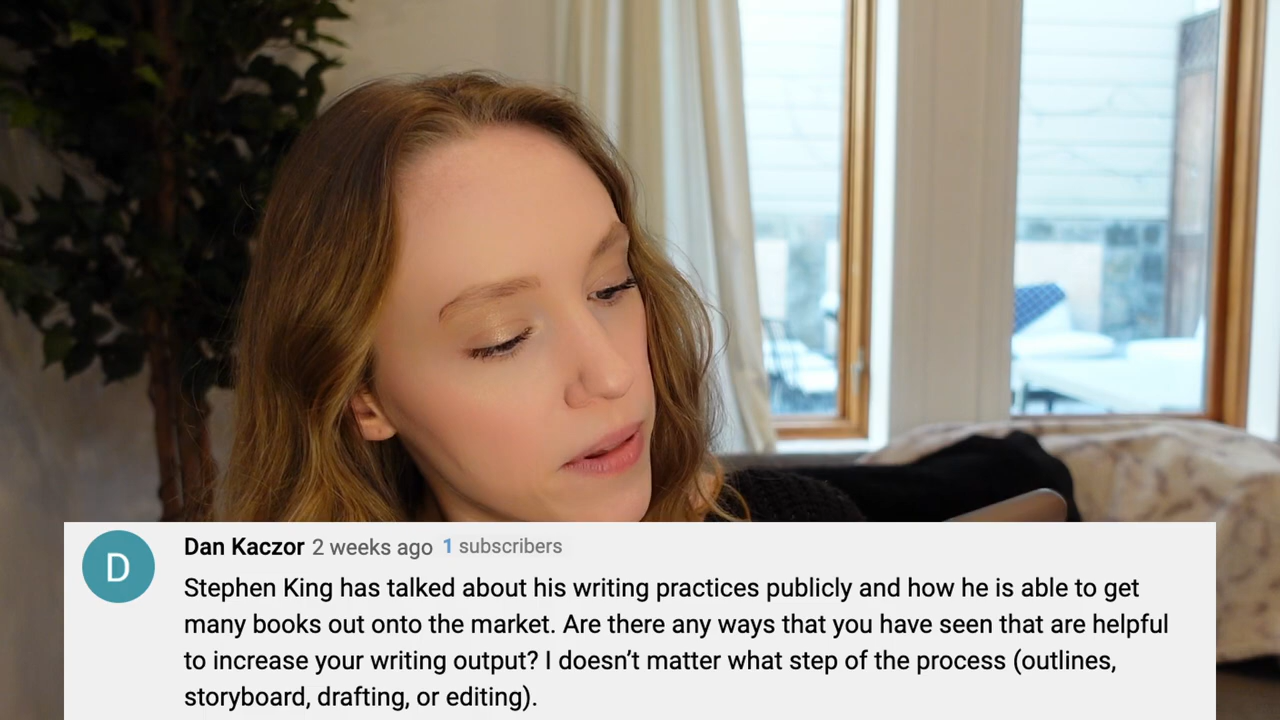 D
Dan Kaczor 2 weeks ago 1 subscribers
Stephen King has talked about his writing practices publicly and how he is able to get
many books out onto the market. Are there any ways that you have seen that are helpful
to increase your writing output? I doesn’t matter what step of the process (outlines,
storyboard, drafting, or editing).